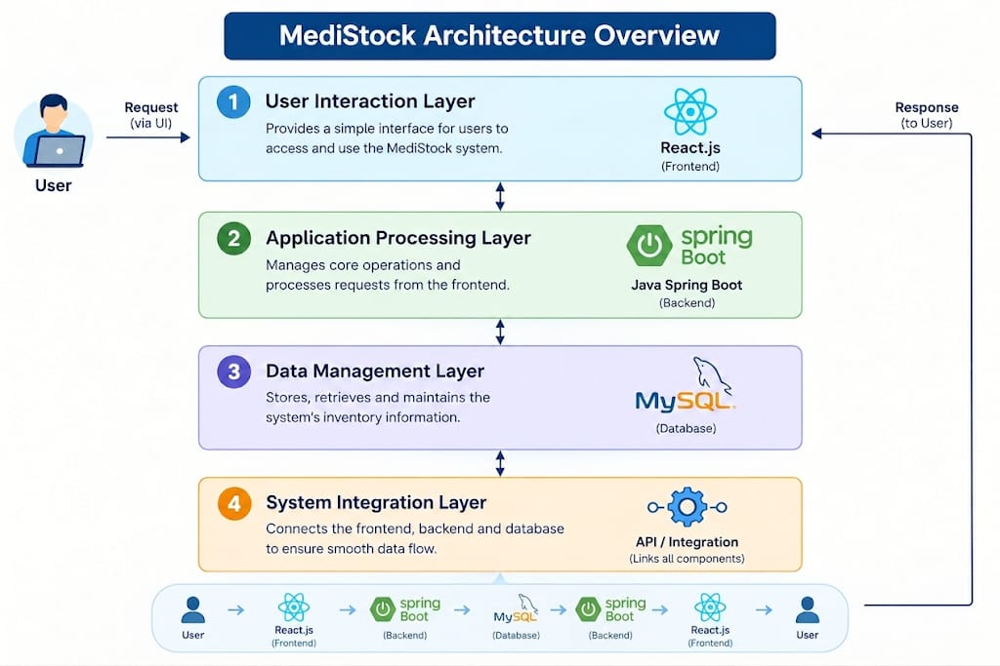 MediStock Architecture Overview
User
Request
(via UI)
1
User Interaction Layer
Provides a simple interface for users to
access and use the MediStock system.
React.js
(Frontend)
Response
(to User)
2
Application Processing Layer
Manages core operations and
processes requests from the frontend.
spring
Boot
Java Spring Boot
(Backend)
3
Data Management Layer
Stores, retrieves and maintains the
system's inventory information.
MySQL.
(Database)
4
System Integration Layer
Connects the frontend, backend and database
to ensure smooth data flow.
API / Integration
(Links all components)
User
React.js
(Frontend)
spring
Boot
(Backend)
MySQL
(Database)
spring
Boot
(Backend)
React.js
(Frontend)
User